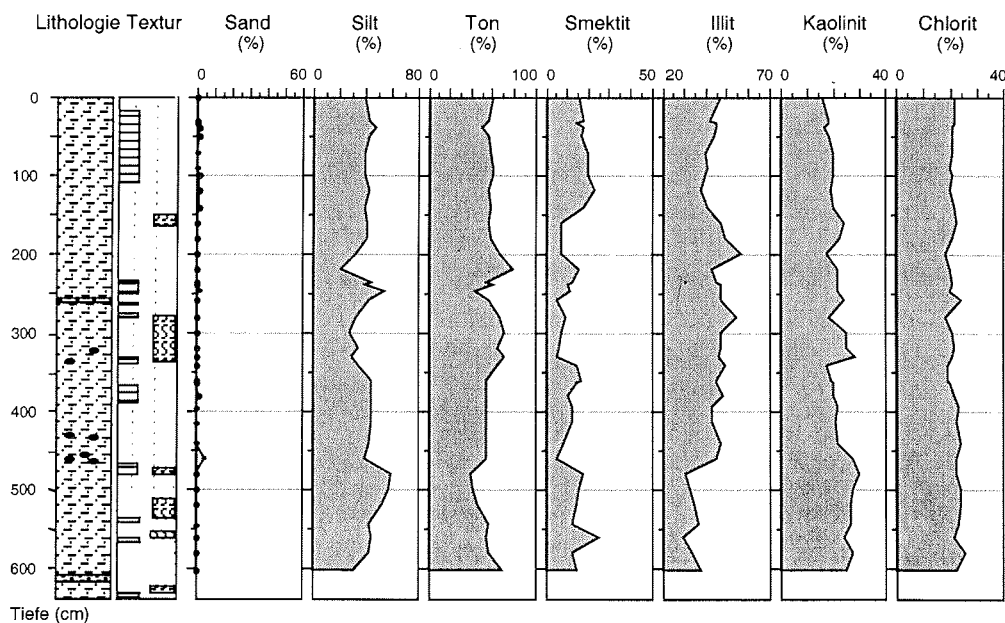 Lithologie Textur Sand Silt Ton Smektit Illit Kaolinit Chlorit
(%) (%) (%) (%) (%) (%) (%)
0 60 0 80 0 100 0 50 20 70 0 40 0 40
0
100
200
300
400
500
600
Tiefe (cm)